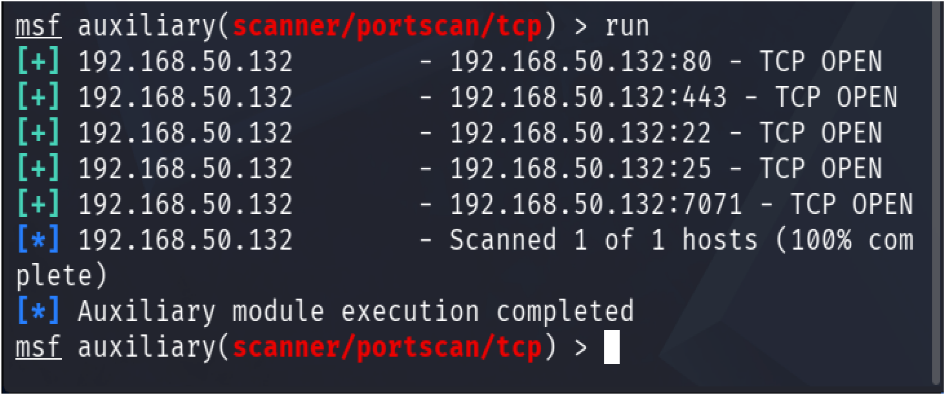 msf auxiliary(scanner/portscan/tcp) > run
[+] 192.168.50.132        - 192.168.50.132:80 - TCP OPEN
[+] 192.168.50.132        - 192.168.50.132:443 - TCP OPEN
[+] 192.168.50.132        - 192.168.50.132:22 - TCP OPEN
[+] 192.168.50.132        - 192.168.50.132:25 - TCP OPEN
[+] 192.168.50.132        - 192.168.50.132:7071 - TCP OPEN
[*] 192.168.50.132        - Scanned 1 of 1 hosts (100% com
plete)
[*] Auxiliary module execution completed
msf auxiliary(scanner/portscan/tcp) >